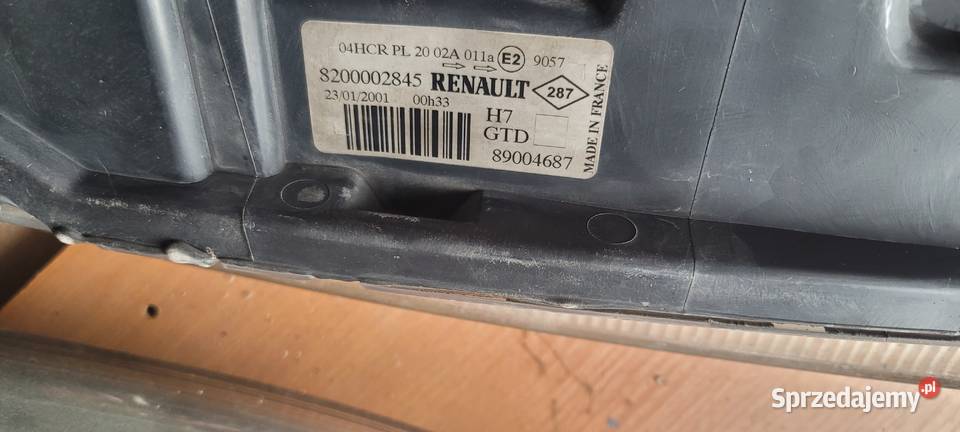 04HCR PL 20 02A 011a E2 9057
8200002845 RENAULT 287
23/01/2001 00h33
H7
GTD
89004687
MADE IN FRANCE
Sprzedajemy.pl